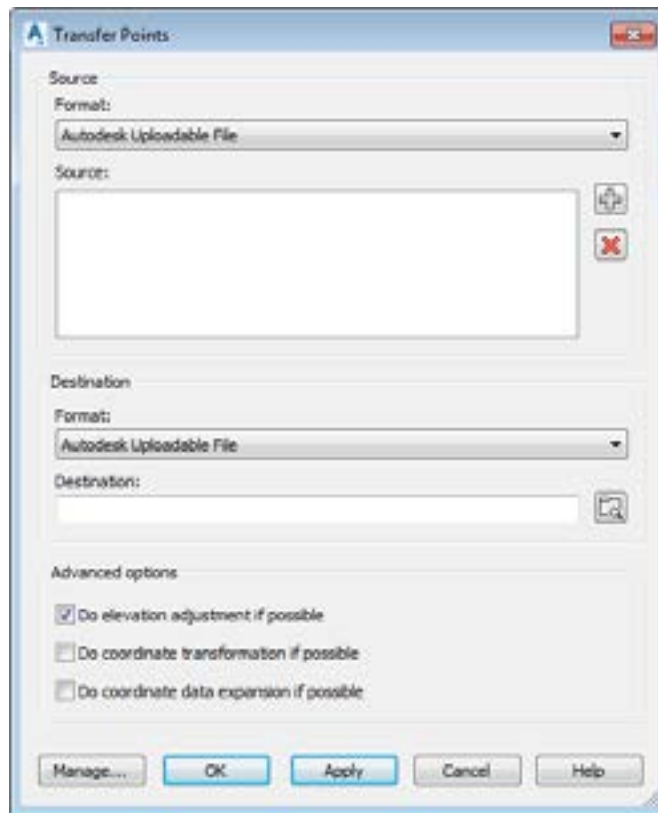 Transfer Points
Source
Format:
Autodesk Uploadable File
Source:
Destination
Format:
Autodesk Uploadable File
Destination:
Advanced options
Do elevation adjustment if possible
Do coordinate transformation if possible
Do coordinate data expansion if possible
Manage... OK Apply Cancel Help